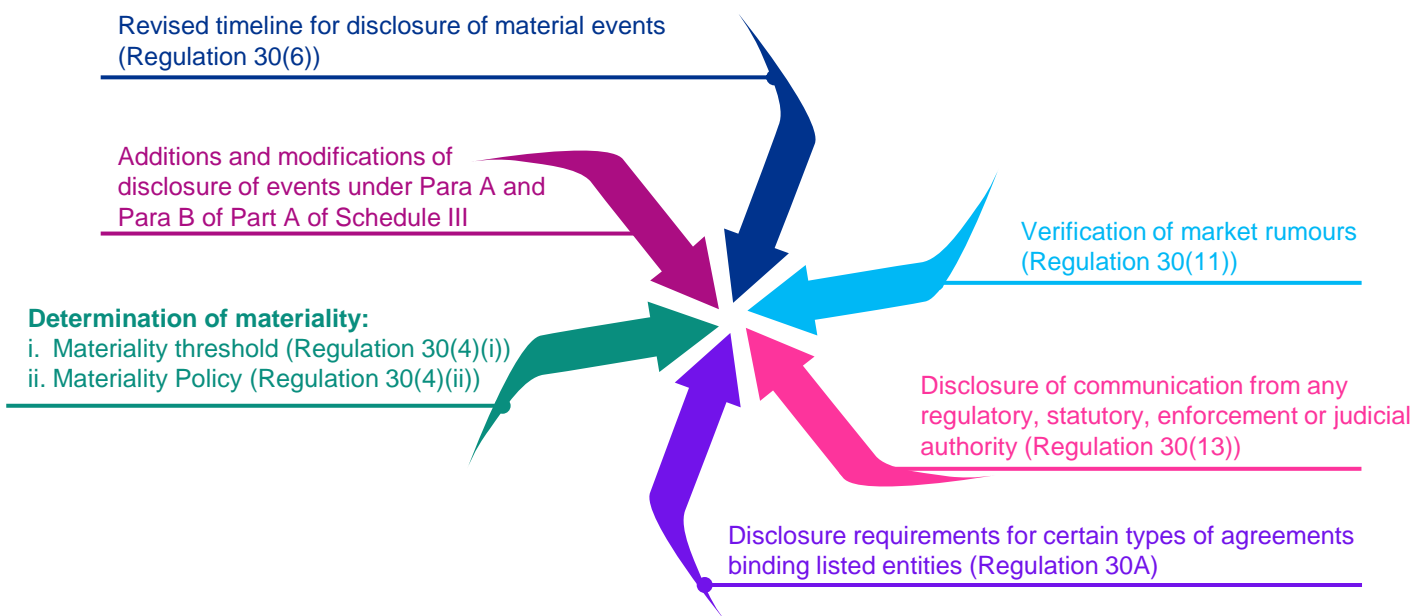 Revised timeline for disclosure of material events
(Regulation 30(6))
Additions and modifications of
disclosure of events under Para A and
Para B of Part A of Schedule III
Verification of market rumours
(Regulation 30(11))
Determination of materiality:
i. Materiality threshold (Regulation 30(4)(i))
ii. Materiality Policy (Regulation 30(4)(ii))
Disclosure of communication from any
regulatory, statutory, enforcement or judicial
authority (Regulation 30(13))
Disclosure requirements for certain types of agreements
binding listed entities (Regulation 30A)